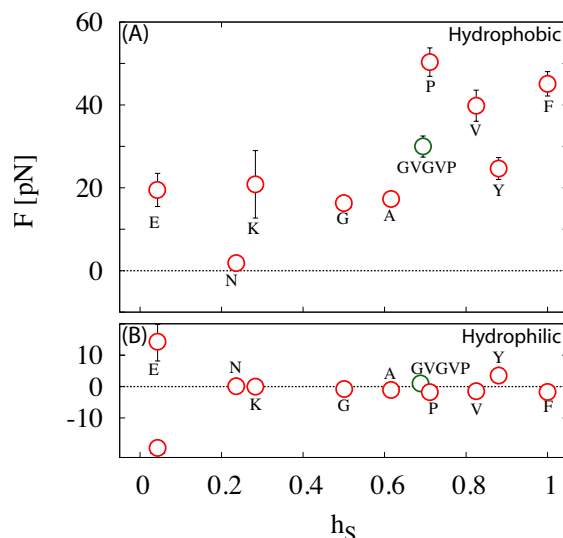 (A) Hydrophobic
60
40
20
0
F [pN]
E
N
K
G
A
GVGVP
P
V
Y
F
(B) Hydrophilic
10
0
-10
E
N
K
G
A
GVGVP
P
V
Y
F
0 0.2 0.4 0.6 0.8 1
h_S